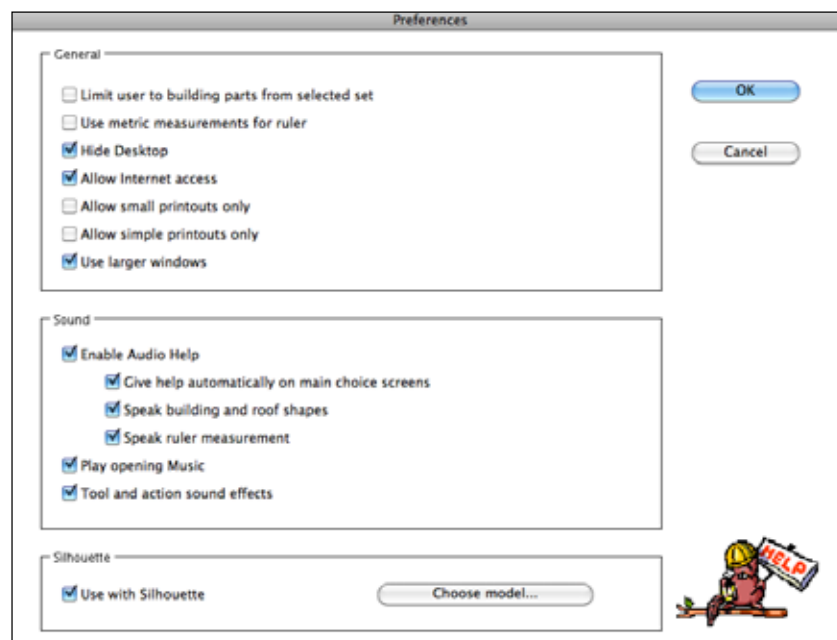 Preferences
General
Limit user to building parts from selected set
Use metric measurements for ruler
Hide Desktop
Allow Internet access
Allow small printouts only
Allow simple printouts only
Use larger windows
OK
Cancel
Sound
Enable Audio Help
Give help automatically on main choice screens
Speak building and roof shapes
Speak ruler measurement
Play opening Music
Tool and action sound effects
Silhouette
Use with Silhouette
Choose model...
HELP